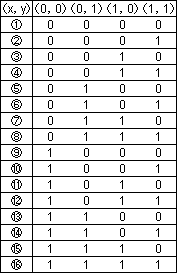 (x, y) (0, 0) (0, 1) (1, 0) (1, 1)
① 0 0 0 0
② 0 0 0 1
③ 0 0 1 0
④ 0 0 1 1
⑤ 0 1 0 0
⑥ 0 1 0 1
⑦ 0 1 1 0
⑧ 0 1 1 1
⑨ 1 0 0 0
⑩ 1 0 0 1
⑪ 1 0 1 0
⑫ 1 0 1 1
⑬ 1 1 0 0
⑭ 1 1 0 1
⑮ 1 1 1 0
⑯ 1 1 1 1